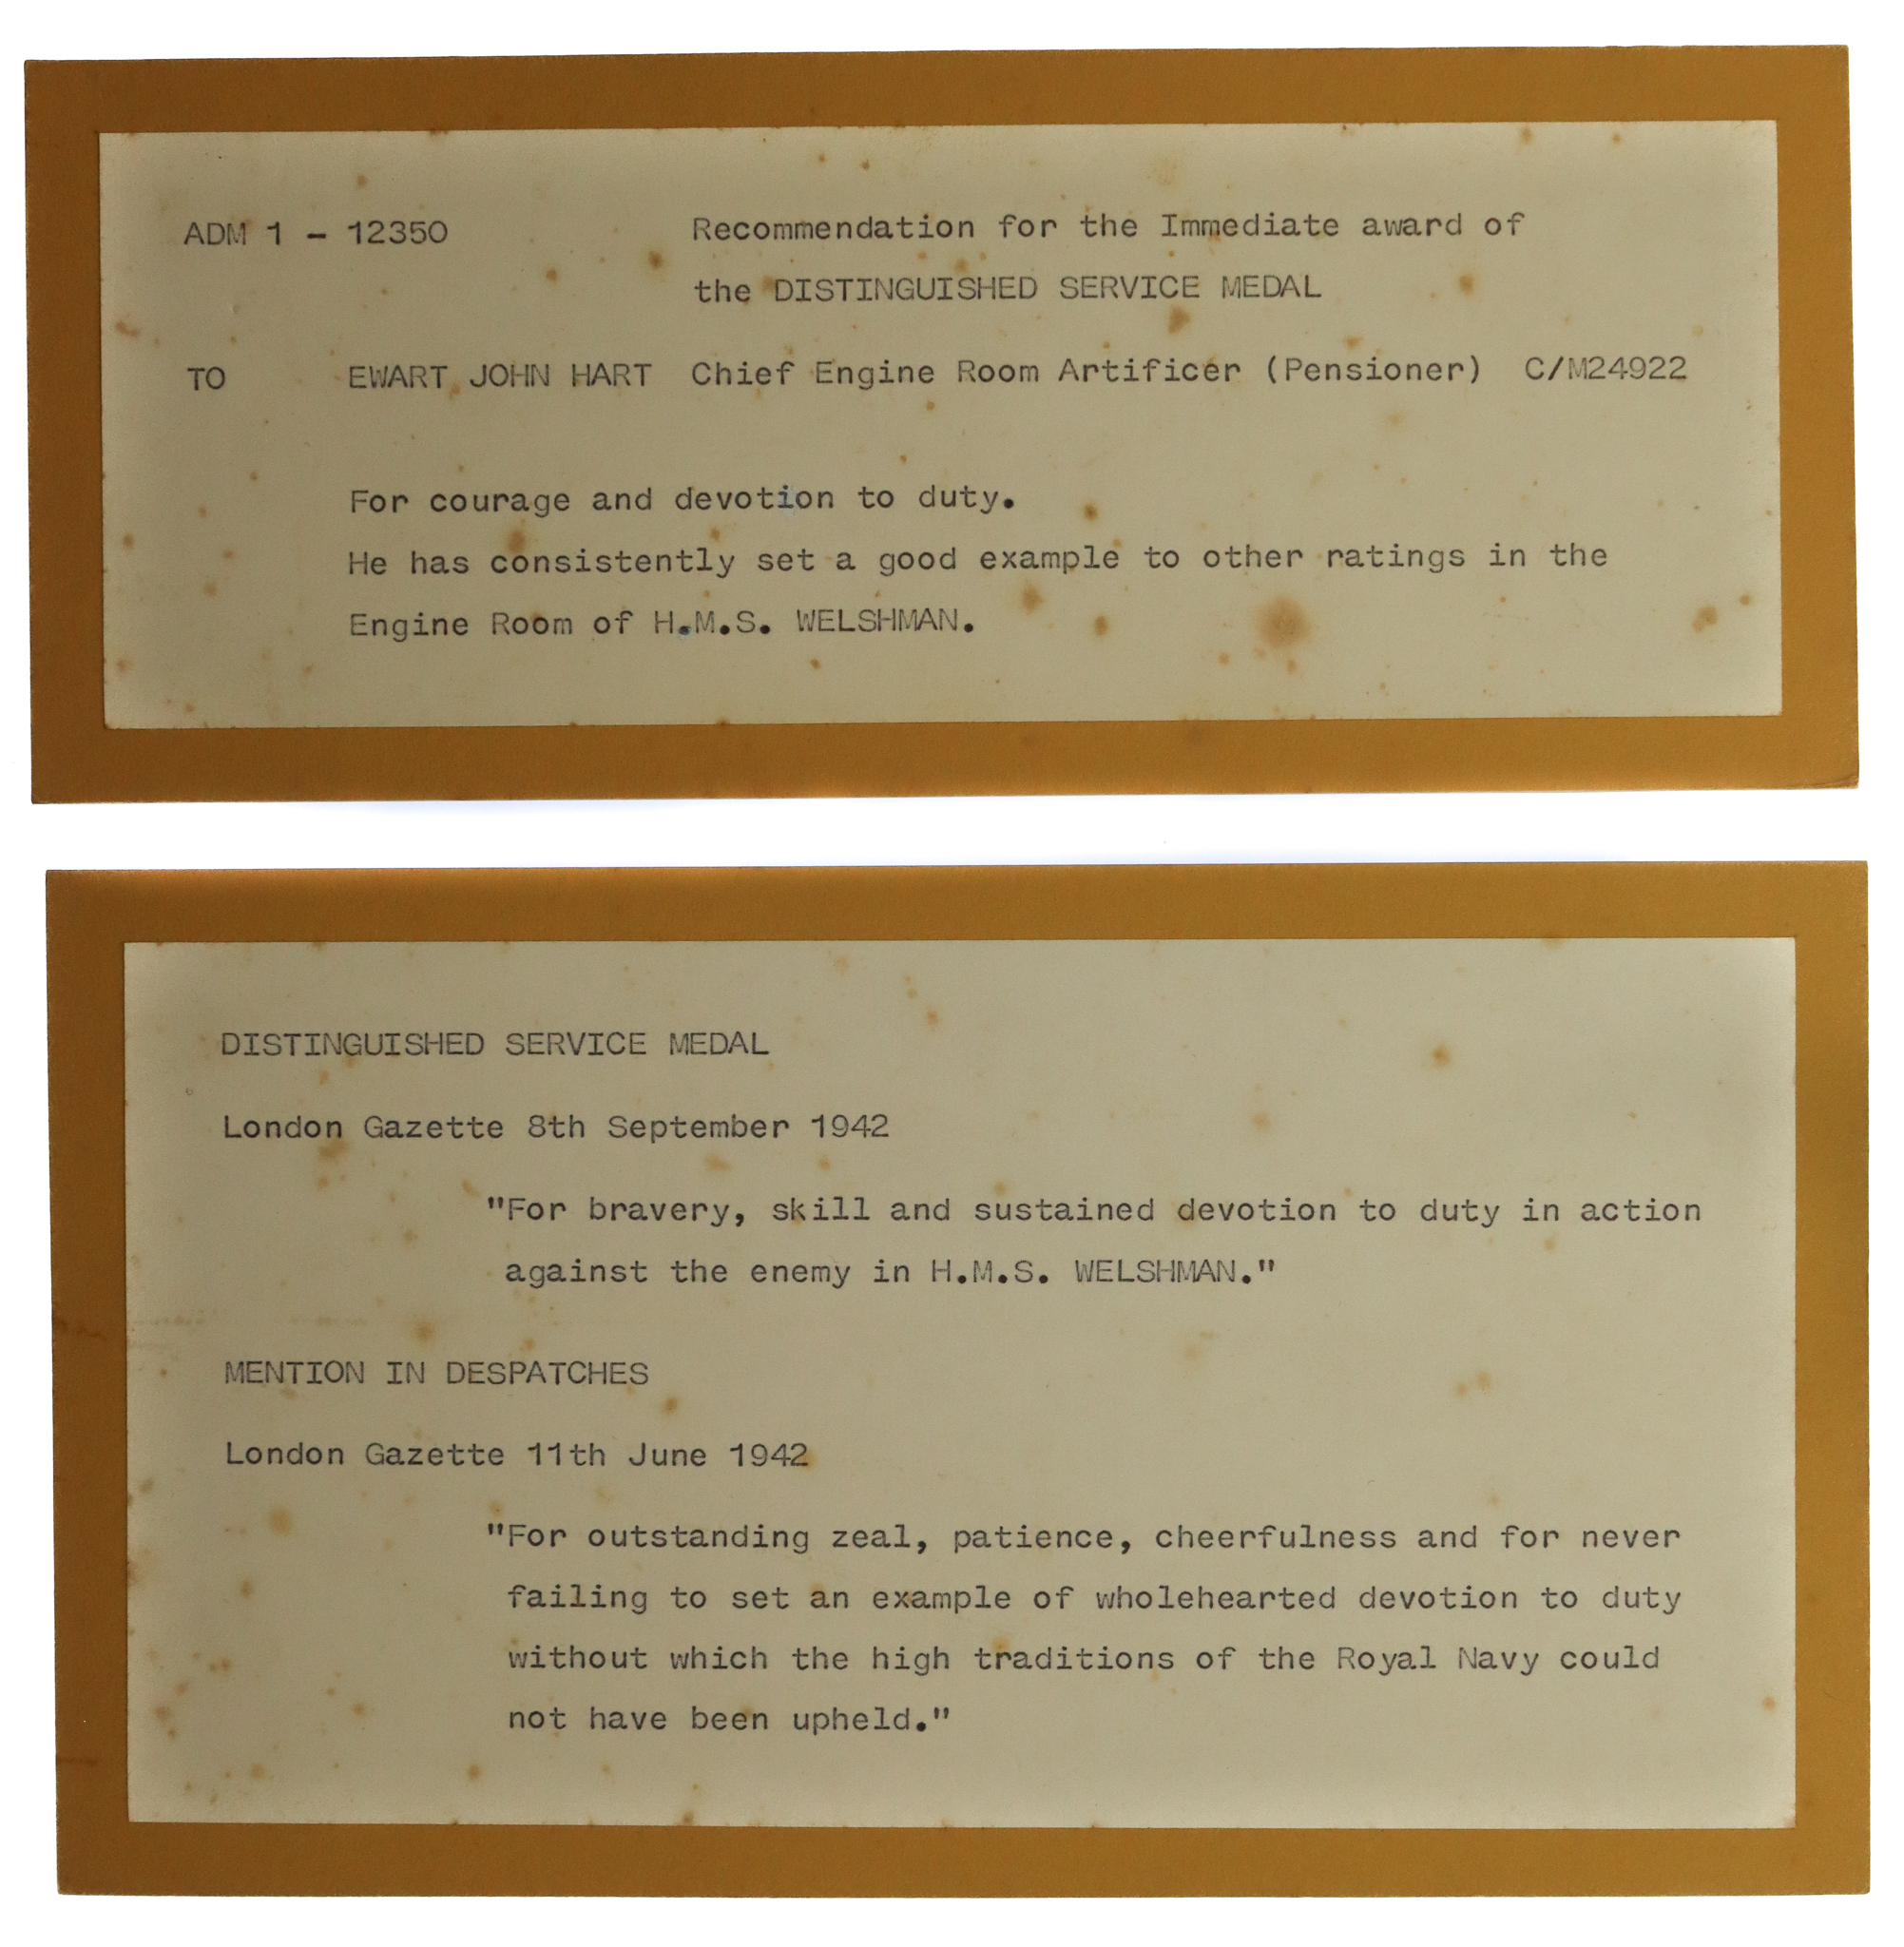 ADM 1 - 12350 Recommendation for the Immediate award of
the DISTINGUISHED SERVICE MEDAL
TO EWART JOHN HART Chief Engine Room Artificer (Pensioner) C/M24922
For courage and devotion to duty.
He has consistently set a good example to other ratings in the
Engine Room of H.M.S. WELSHMAN.
DISTINGUISHED SERVICE MEDAL
London Gazette 8th September 1942
"For bravery, skill and sustained devotion to duty in action
against the enemy in H.M.S. WELSHMAN."
MENTION IN DESPATCHES
London Gazette 11th June 1942
"For outstanding zeal, patience, cheerfulness and for never
failing to set an example of wholehearted devotion to duty
without which the high traditions of the Royal Navy could
not have been upheld."